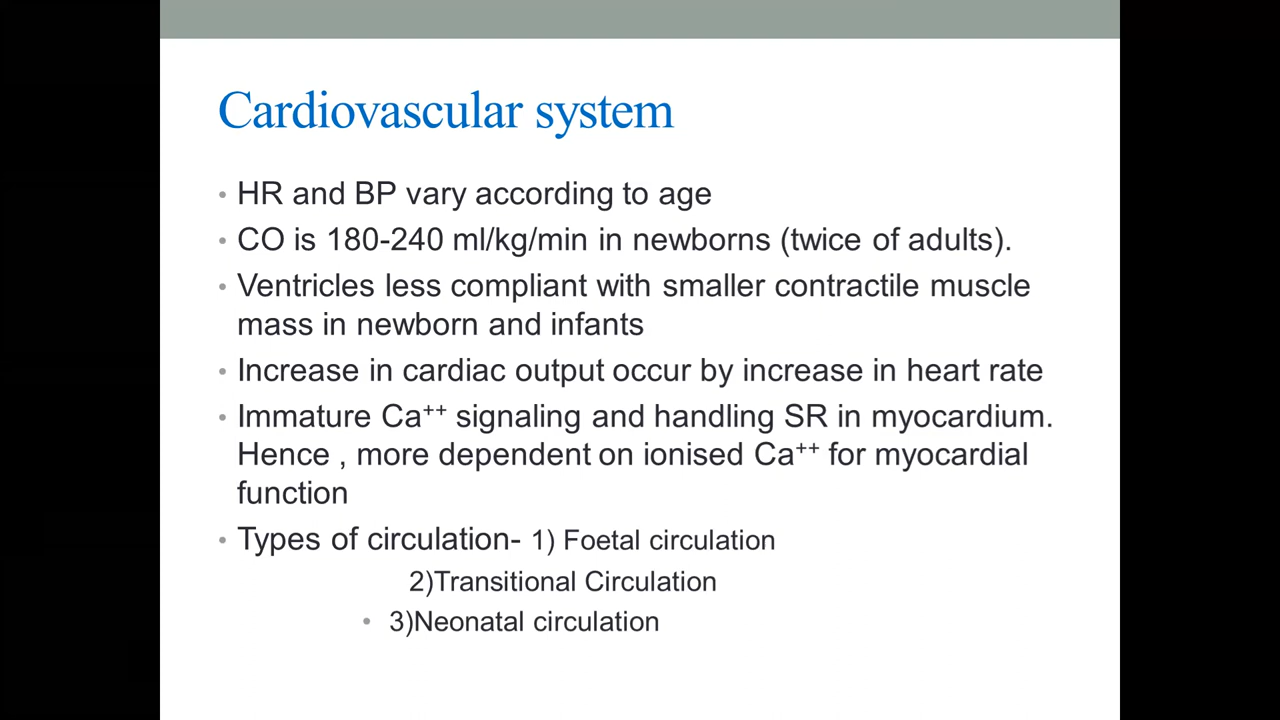 Cardiovascular system
• HR and BP vary according to age
• CO is 180-240 ml/kg/min in newborns (twice of adults).
• Ventricles less compliant with smaller contractile muscle
mass in newborn and infants
• Increase in cardiac output occur by increase in heart rate
• Immature Ca⁺⁺ signaling and handling SR in myocardium.
Hence , more dependent on ionised Ca⁺⁺ for myocardial
function
• Types of circulation- 1) Foetal circulation
2)Transitional Circulation
• 3)Neonatal circulation